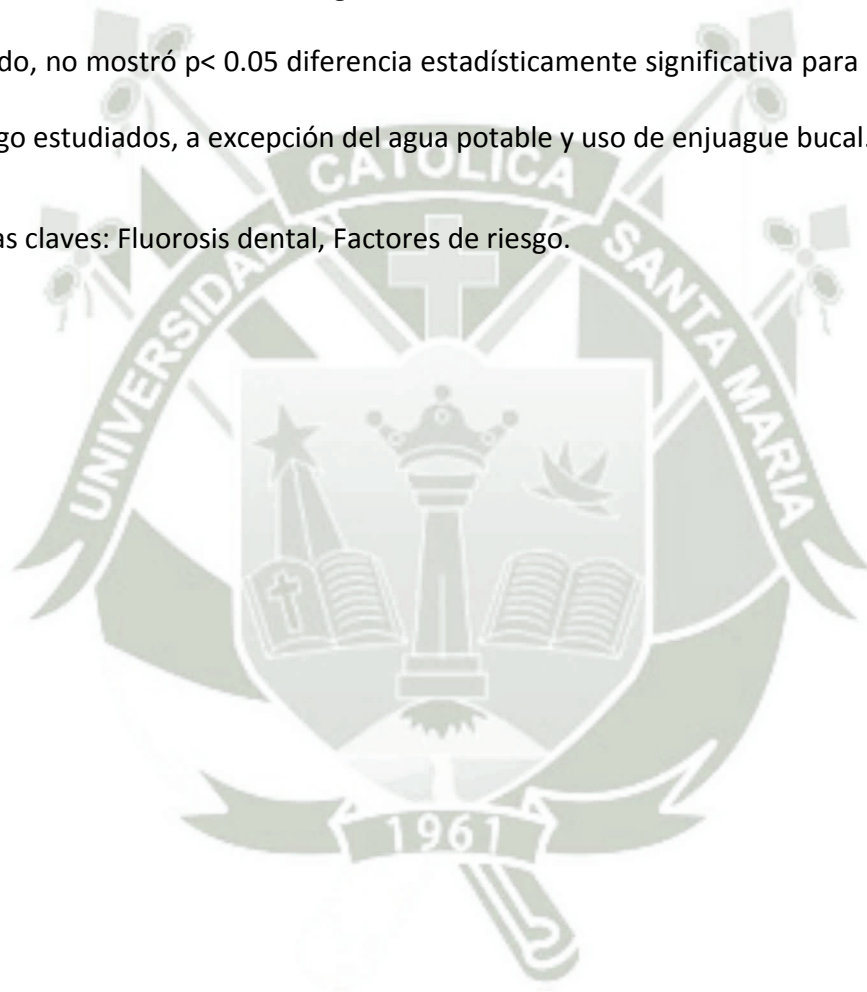 do, no mostró p< 0.05 diferencia estadísticamente significativa para
go estudiados, a excepción del agua potable y uso de enjuague bucal.
as claves: Fluorosis dental, Factores de riesgo.
UNIVERSIDAD CATOLICA SANTA MARIA
1961